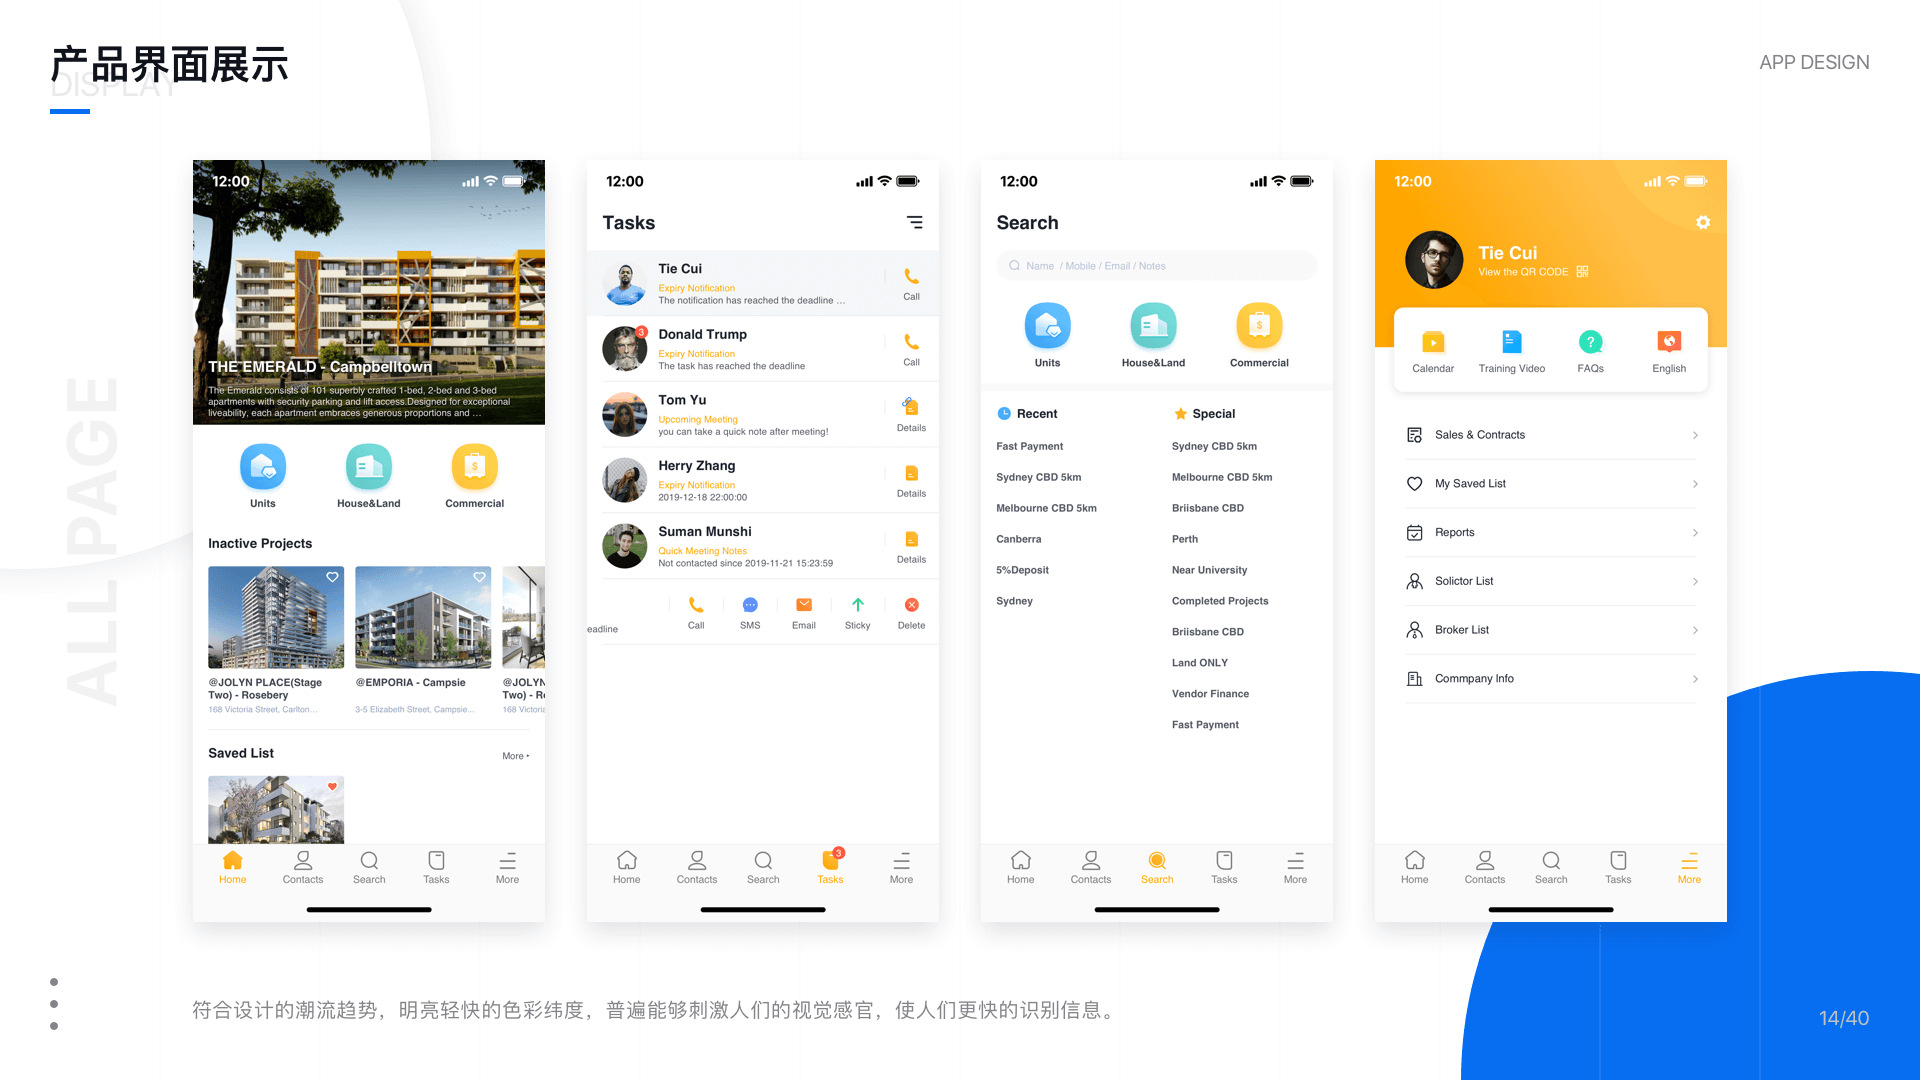 产品界面展示
DISPLAY
APP DESIGN
ALL PAGE
12:00
THE EMERALD - Campbelltown
The Emerald consists of 101 superbly crafted 1-bed, 2-bed and 3-bed
apartments with security parking and lift access.Designed for exceptional
liveability, each apartment embraces generous proportions and ...
Units
House&Land
Commercial
Inactive Projects
@JOLYN PLACE(Stage
Two) - Rosebery
168 Victoria Street, Carlton...
@EMPORIA - Campsie
3-5 Elizabeth Street, Campsie...
@JOLYN
Two) - R
168 Victoria
Saved List
More
Home
Contacts
Search
Tasks
More
12:00
Tasks
Tie Cui
Expiry Notification
The notification has reached the deadline ...
Call
3
Donald Trump
Expiry Notification
The task has reached the deadline
Call
Tom Yu
Upcoming Meeting
you can take a quick note after meeting!
Details
Herry Zhang
Expiry Notification
2019-12-18 22:00:00
Details
Suman Munshi
Quick Meeting Notes
Not contacted since 2019-11-21 15:23:59
Details
eadline
Call
SMS
Email
Sticky
Delete
Home
Contacts
Search
3
Tasks
More
12:00
Search
Name / Mobile / Email / Notes
Units
House&Land
Commercial
Recent
Fast Payment
Sydney CBD 5km
Melbourne CBD 5km
Canberra
5%Deposit
Sydney
Special
Sydney CBD 5km
Melbourne CBD 5km
Briisbane CBD
Perth
Near University
Completed Projects
Briisbane CBD
Land ONLY
Vendor Finance
Fast Payment
Home
Contacts
Search
Tasks
More
12:00
Tie Cui
View the QR CODE
Calendar
Training Video
FAQs
English
Sales & Contracts
My Saved List
Reports
Solictor List
Broker List
Commpany Info
Home
Contacts
Search
Tasks
More
符合设计的潮流趋势，明亮轻快的色彩纬度，普遍能够刺激人们的视觉感官，使人们更快的识别信息。
14/40